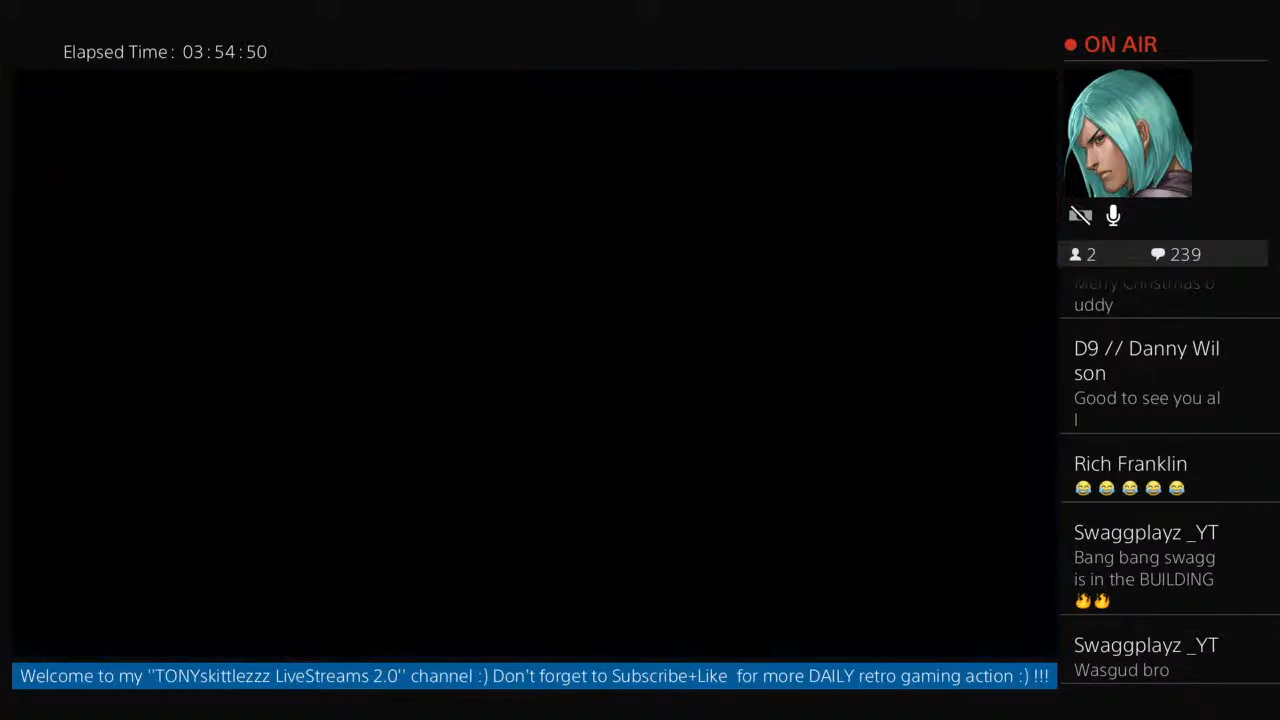 Elapsed Time: 03:54:50
ON AIR
2 239
Merry Christmas b
uddy
D9 // Danny Wil
son
Good to see you al
l
Rich Franklin
😂 😂 😂 😂 😂
Swaggplayz _YT
Bang bang swagg
is in the BUILDING
🔥🔥
Swaggplayz _YT
Wasgud bro
Welcome to my ''TONYskittlezzz LiveStreams 2.0'' channel :) Don't forget to Subscribe+Like for more DAILY retro gaming action :) !!!